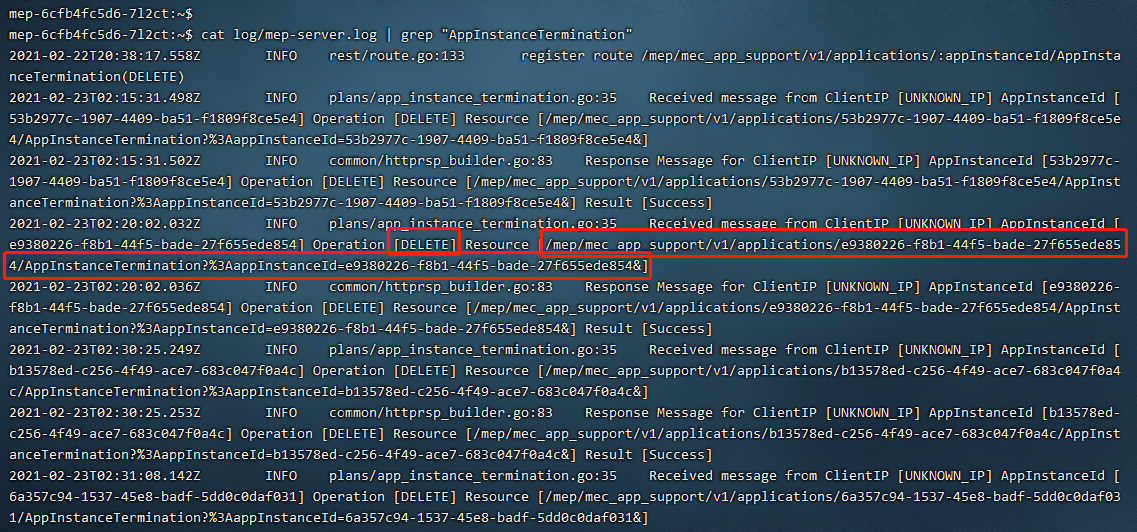 mep-6cfb4fc5d6-7l2ct:~$
mep-6cfb4fc5d6-7l2ct:~$ cat log/mep-server.log | grep "AppInstanceTermination"
2021-02-22T20:38:17.558Z        INFO    rest/route.go:133       register route /mep/mec_app_support/v1/applications/:appInstanceId/AppInsta
nceTermination(DELETE)
2021-02-23T02:15:31.498Z        INFO    plans/app_instance_termination.go:35    Received message from ClientIP [UNKNOWN_IP] AppInstanceId [
53b2977c-1907-4409-ba51-f1809f8ce5e4] Operation [DELETE] Resource [/mep/mec_app_support/v1/applications/53b2977c-1907-4409-ba51-f1809f8ce5e
4/AppInstanceTermination?%3AappInstanceId=53b2977c-1907-4409-ba51-f1809f8ce5e4&]
2021-02-23T02:15:31.502Z        INFO    common/httprsp_builder.go:83    Response Message for ClientIP [UNKNOWN_IP] AppInstanceId [53b2977c-
1907-4409-ba51-f1809f8ce5e4] Operation [DELETE] Resource [/mep/mec_app_support/v1/applications/53b2977c-1907-4409-ba51-f1809f8ce5e4/AppInst
anceTermination?%3AappInstanceId=53b2977c-1907-4409-ba51-f1809f8ce5e4&] Result [Success]
2021-02-23T02:20:02.032Z        INFO    plans/app_instance_termination.go:35    Received message from ClientIP [UNKNOWN_IP] AppInstanceId [
e9380226-f8b1-44f5-bade-27f655ede854] Operation [DELETE] Resource [/mep/mec_app_support/v1/applications/e9380226-f8b1-44f5-bade-27f655ede85
4/AppInstanceTermination?%3AappInstanceId=e9380226-f8b1-44f5-bade-27f655ede854&]
2021-02-23T02:20:02.036Z        INFO    common/httprsp_builder.go:83    Response Message for ClientIP [UNKNOWN_IP] AppInstanceId [e9380226-
f8b1-44f5-bade-27f655ede854] Operation [DELETE] Resource [/mep/mec_app_support/v1/applications/e9380226-f8b1-44f5-bade-27f655ede854/AppInst
anceTermination?%3AappInstanceId=e9380226-f8b1-44f5-bade-27f655ede854&] Result [Success]
2021-02-23T02:30:25.249Z        INFO    plans/app_instance_termination.go:35    Received message from ClientIP [UNKNOWN_IP] AppInstanceId [
b13578ed-c256-4f49-ace7-683c047f0a4c] Operation [DELETE] Resource [/mep/mec_app_support/v1/applications/b13578ed-c256-4f49-ace7-683c047f0a4
c/AppInstanceTermination?%3AappInstanceId=b13578ed-c256-4f49-ace7-683c047f0a4c&]
2021-02-23T02:30:25.253Z        INFO    common/httprsp_builder.go:83    Response Message for ClientIP [UNKNOWN_IP] AppInstanceId [b13578ed-
c256-4f49-ace7-683c047f0a4c] Operation [DELETE] Resource [/mep/mec_app_support/v1/applications/b13578ed-c256-4f49-ace7-683c047f0a4c/AppInst
anceTermination?%3AappInstanceId=b13578ed-c256-4f49-ace7-683c047f0a4c&] Result [Success]
2021-02-23T02:31:08.142Z        INFO    plans/app_instance_termination.go:35    Received message from ClientIP [UNKNOWN_IP] AppInstanceId [
6a357c94-1537-45e8-badf-5dd0c0daf031] Operation [DELETE] Resource [/mep/mec_app_support/v1/applications/6a357c94-1537-45e8-badf-5dd0c0daf03
1/AppInstanceTermination?%3AappInstanceId=6a357c94-1537-45e8-badf-5dd0c0daf031&]